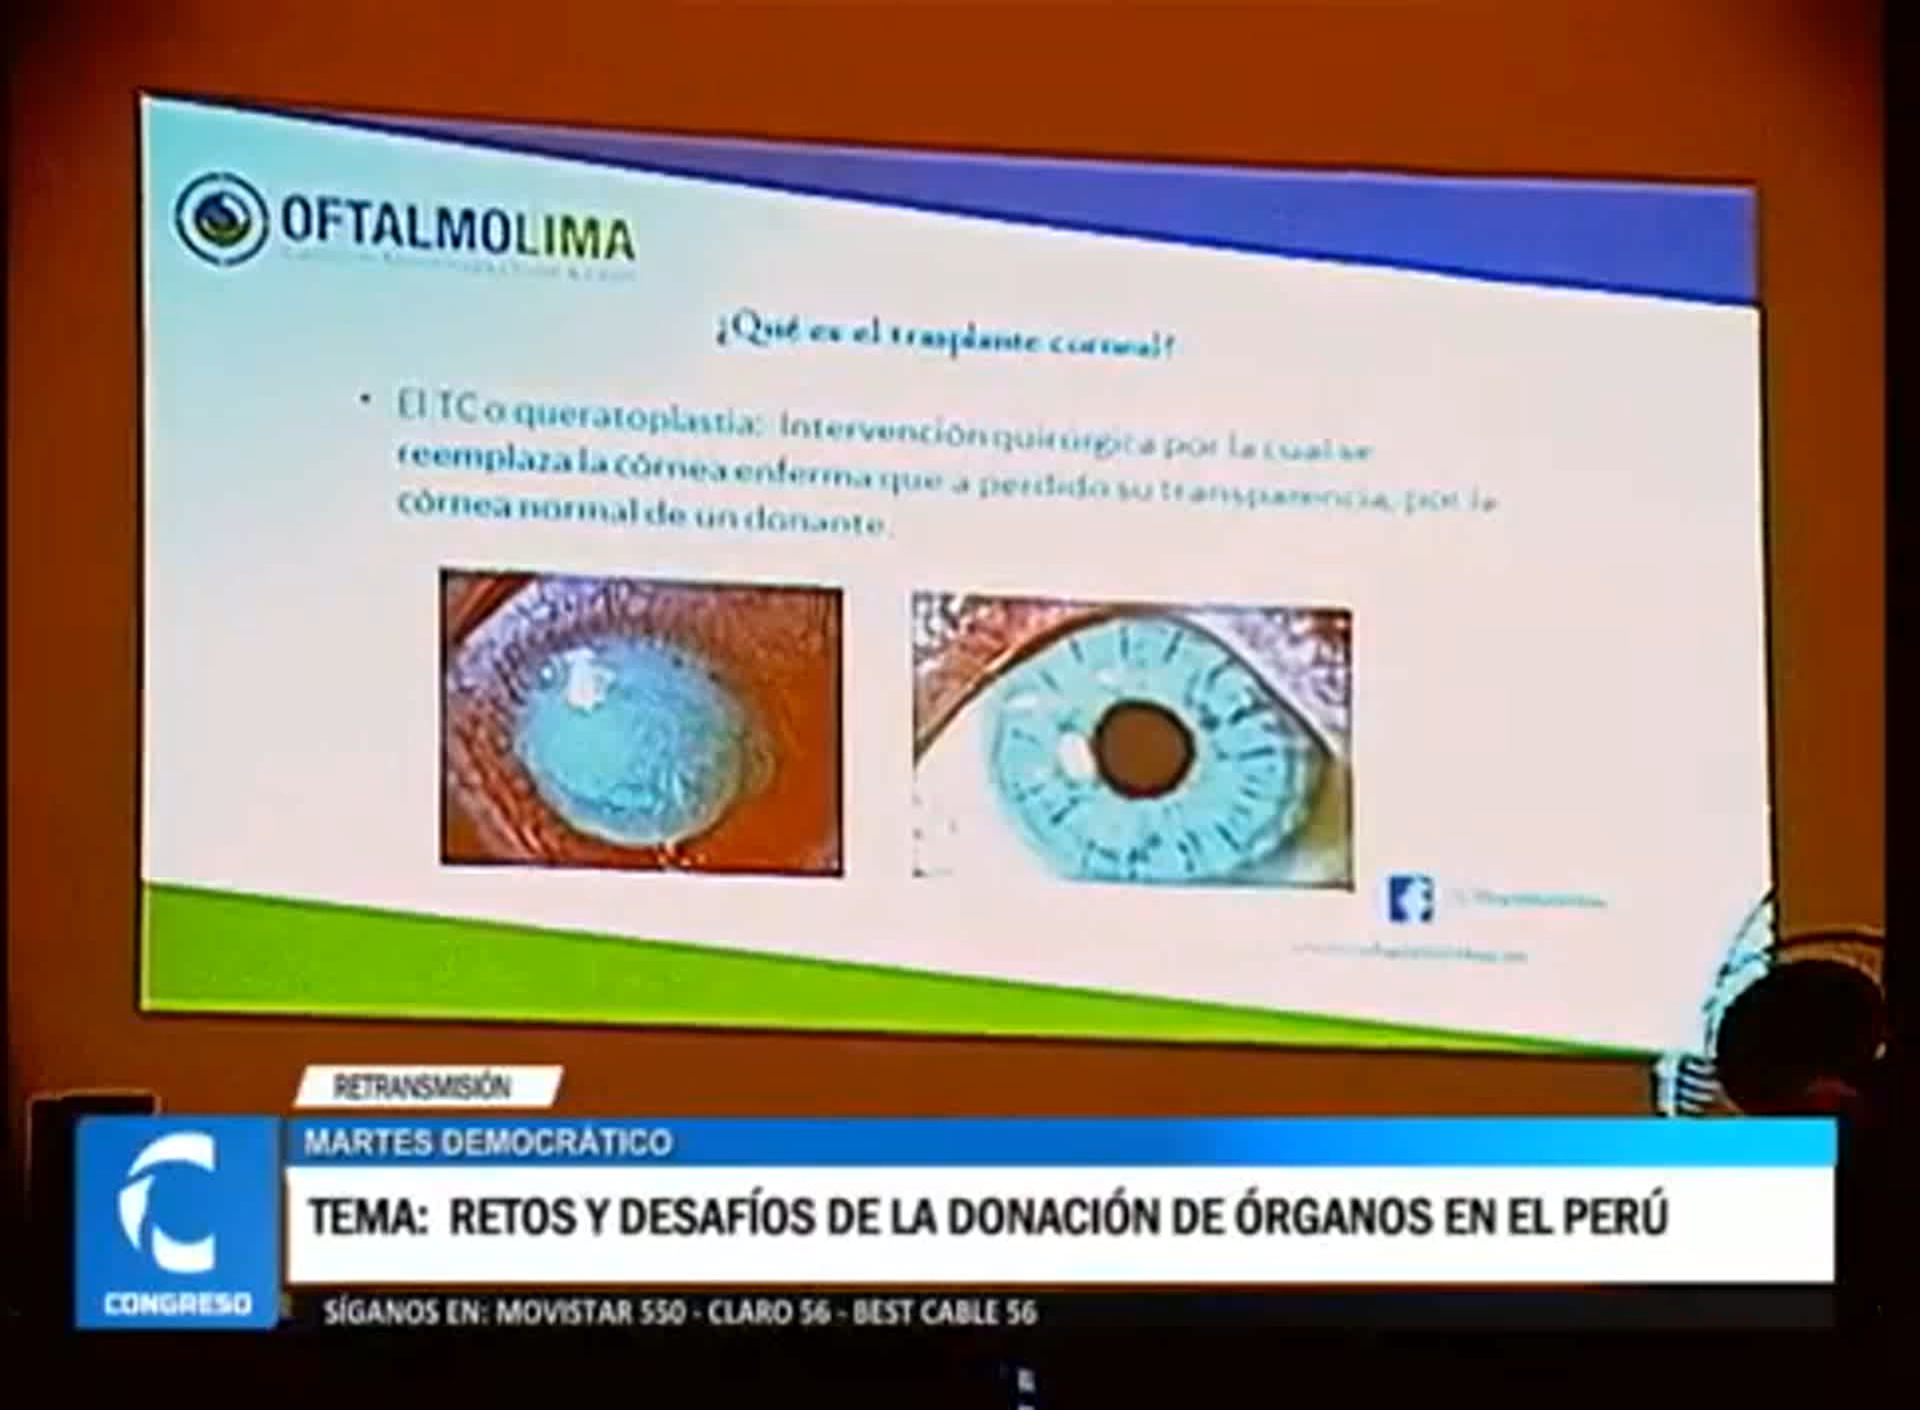 OFTALMOLIMA
¿Qué es el trasplante corneal?
• El TC o queratoplastia: Intervención quirúrgica por la cual se
reemplaza la córnea enferma que a perdido su transparencia, por la
córnea normal de un donante.
RETRANSMISIÓN
MARTES DEMOCRÁTICO
TEMA: RETOS Y DESAFÍOS DE LA DONACIÓN DE ÓRGANOS EN EL PERÚ
CONGRESO
SÍGANOS EN: MOVISTAR 550 - CLARO 56 - BEST CABLE 56